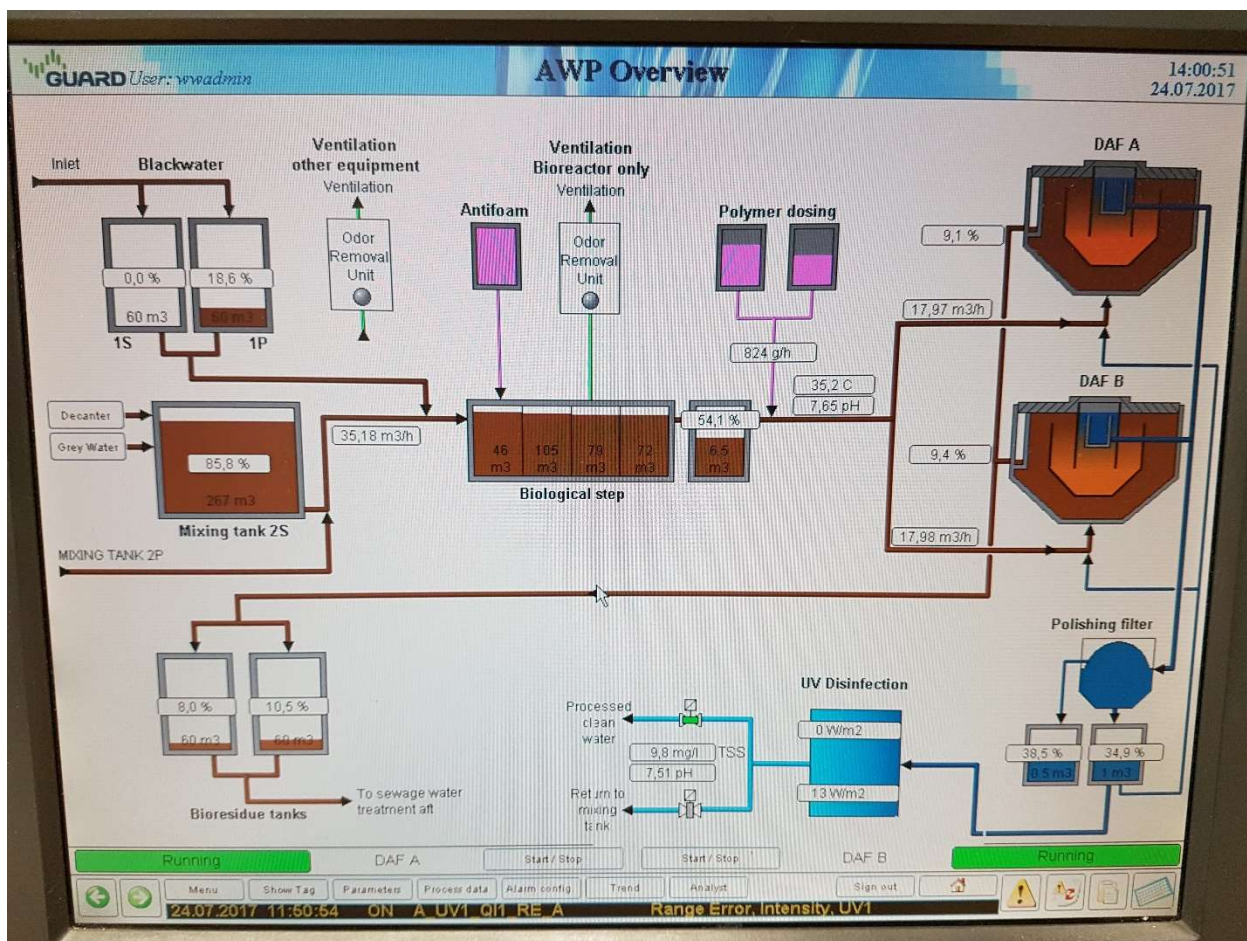 GUARD User: wwadmin
AWP Overview
14:00:51
24.07.2017
Inlet
Blackwater
0,0 %
18,6 %
60 m3
60 m3
1S
1P
Ventilation
other equipment
Ventilation
Odor
Removal
Unit
Antifoam
Ventilation
Bioreactor only
Ventilation
Odor
Removal
Unit
Polymer dosing
824 g/h
35,2 C
7,65 pH
DAF A
9,1 %
17,97 m3/h
DAF B
9,4 %
17,98 m3/h
Decanter
Grey Water
85,8 %
267 m3
Mixing tank 2S
MIXING TANK 2P
35,18 m3/h
46
m3
105
m3
79
m3
72
m3
Biological step
54,1 %
6.5
m3
8,0 %
10,5 %
60 m3
60 m3
Bioresidue tanks
To sewage water
treatment aft
Processed
clean
water
9,8 mg/l TSS
7,51 pH
Return to
mixing
tank
UV Disinfection
0 W/m2
13 W/m2
Polishing filter
38,5 %
34,9 %
0.5 m3
1 m3
Running
DAF A
Start / Stop
Start / Stop
DAF B
Running
Menu
Show Tag
Parameters
Process data
Alarm config
Trend
Analyst
Sign out
24.07.2017 11:50:54 ON A_UV1_QI1_RE_A Range Error, Intensity, UV1